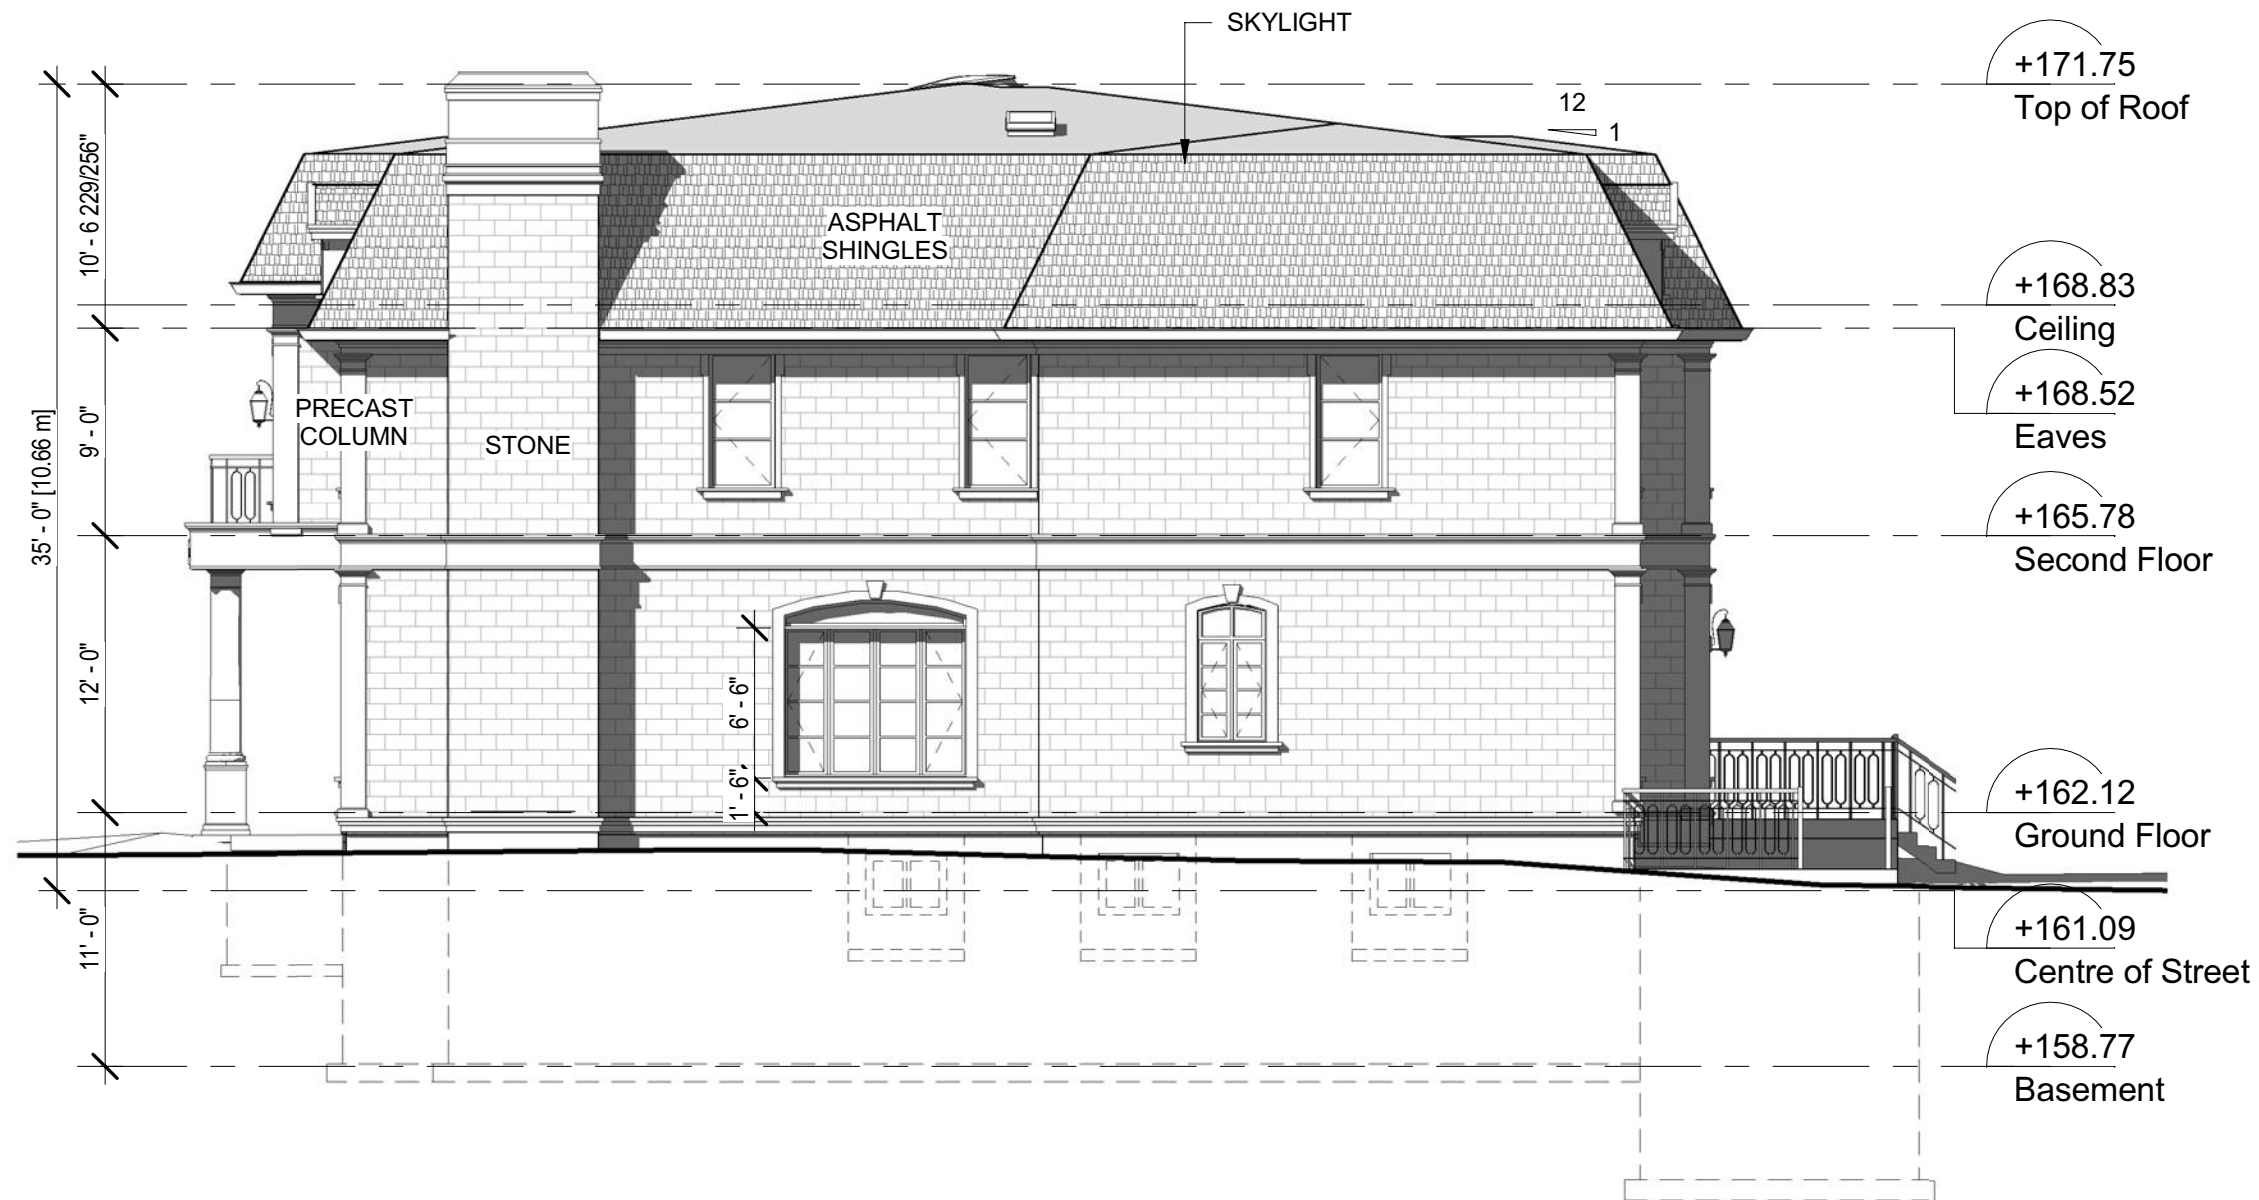 SKYLIGHT
12
1
+171.75
Top of Roof
10' - 6 229/256"
ASPHALT
SHINGLES
+168.83
Ceiling
+168.52
Eaves
9' - 0"
PRECAST
COLUMN
STONE
35' - 0" [10.66 m]
+165.78
Second Floor
12' - 0"
6' - 6"
1' - 6"
+162.12
Ground Floor
11' - 0"
+161.09
Centre of Street
+158.77
Basement